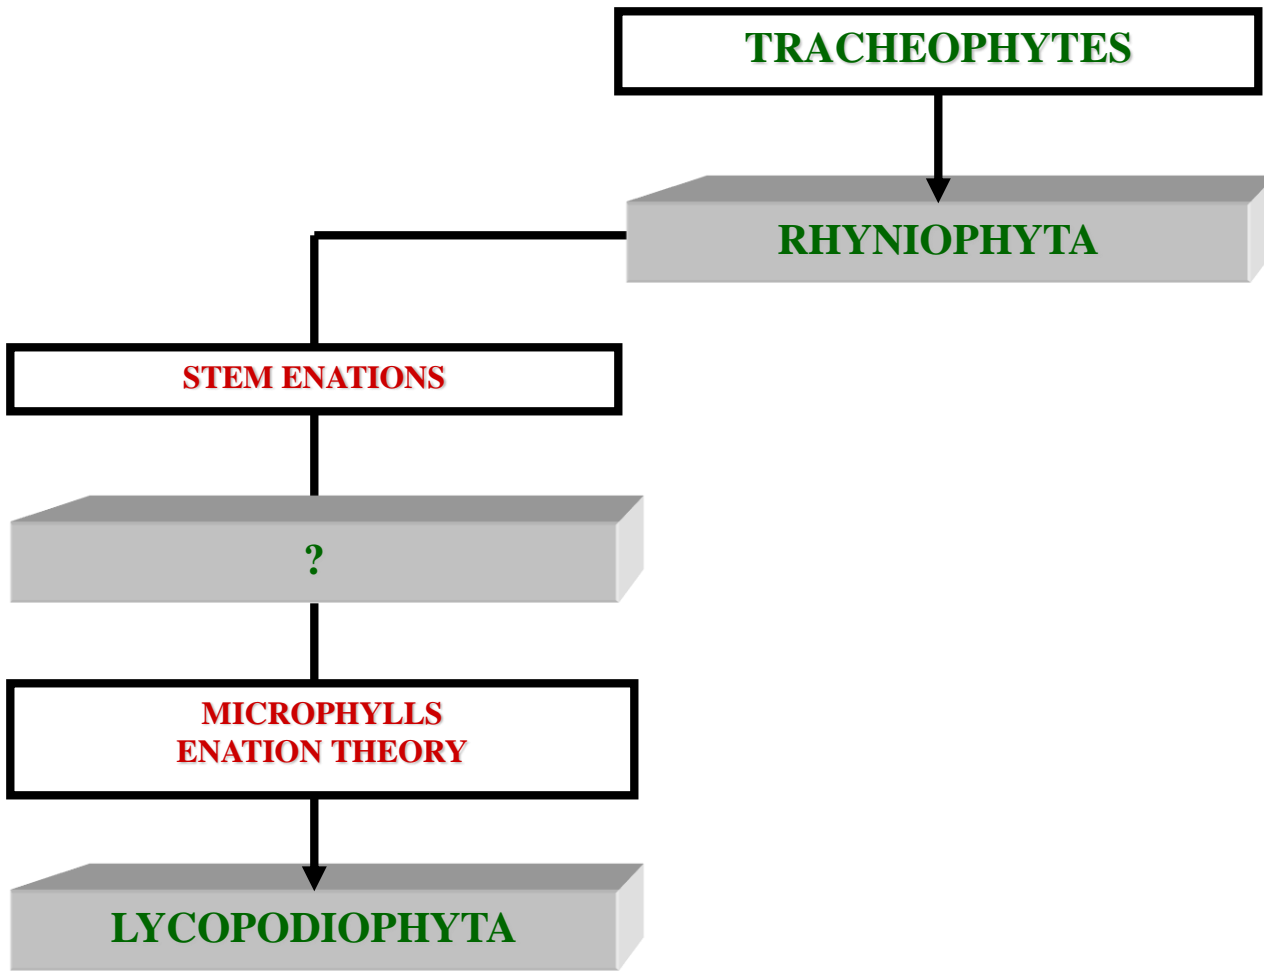 TRACHEOPHYTES
RHYNIOPHYTA
STEM ENATIONS
?
MICROPHYLLS
ENATION THEORY
LYCOPODIOPHYTA